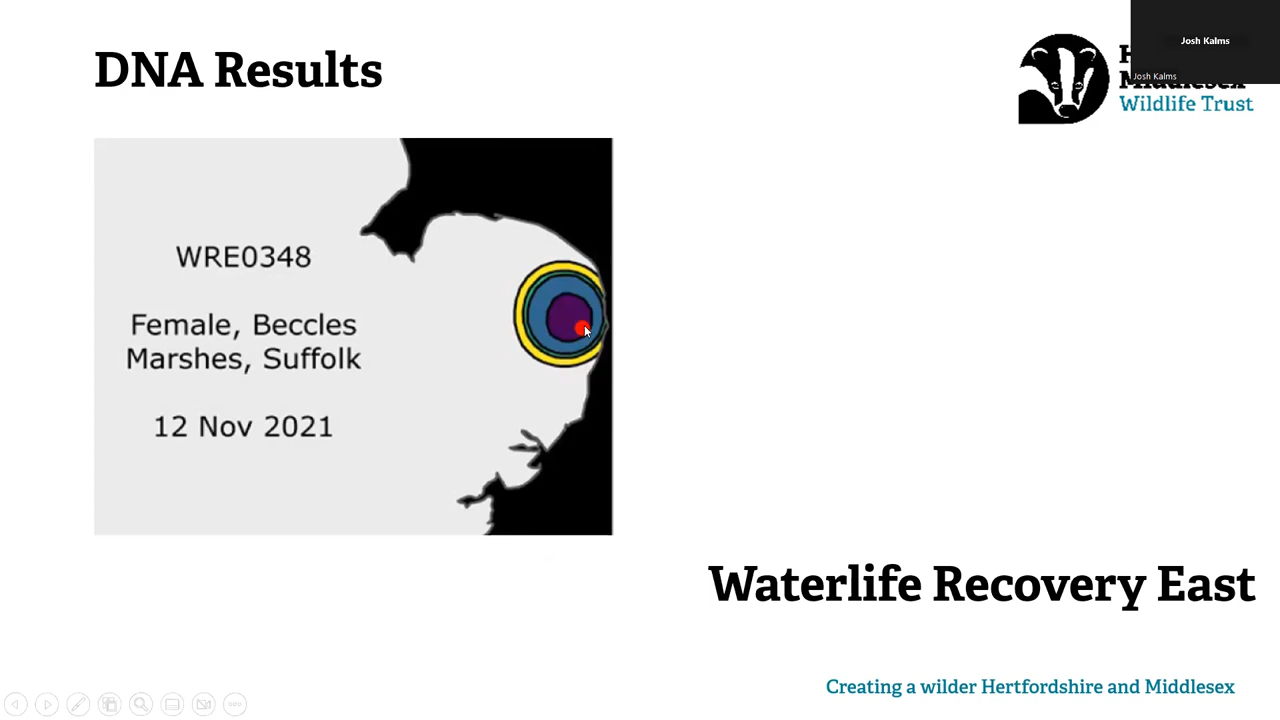 DNA Results
Josh Kalms
Josh Kalms
Wildlife Trust
WRE0348
Female, Beccles
Marshes, Suffolk
12 Nov 2021
Waterlife Recovery East
Creating a wilder Hertfordshire and Middlesex